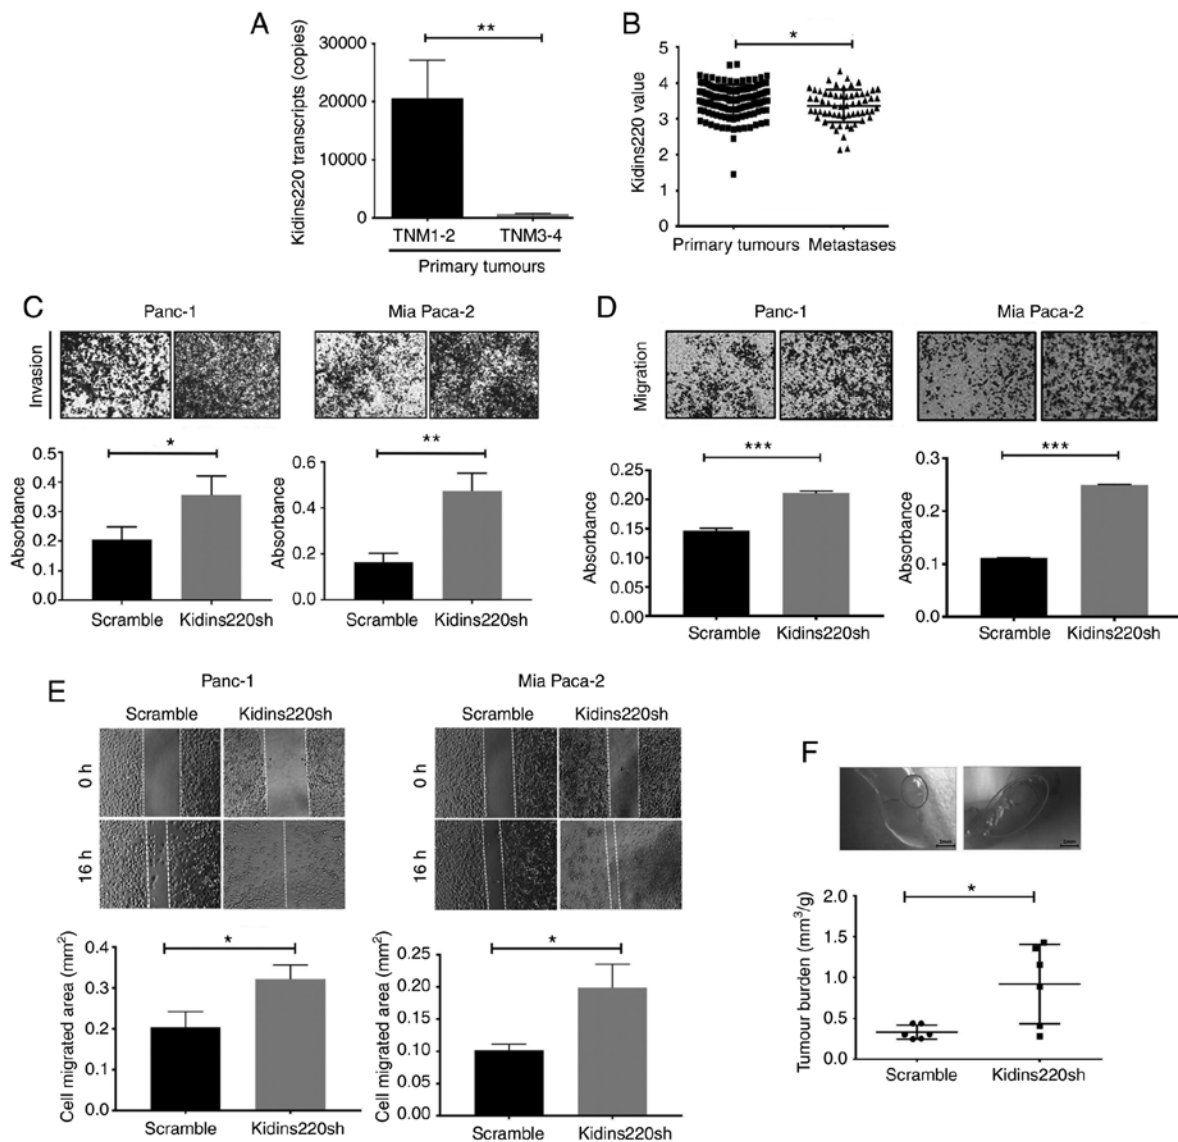 A
Kidins220 transcripts (copies)
30000
20000
10000
0
**
TNM1-2 TNM3-4
Primary tumours
B
Kidins220 value
5
4
3
2
1
0
*
Primary tumours Metastases
C
Panc-1 Mia Paca-2
Invasion
Absorbance
0.5
0.4
0.3
0.2
0.1
0.0
*
Scramble Kidins220sh
Absorbance
0.6
0.4
0.2
0.0
**
Scramble Kidins220sh
D
Panc-1 Mia Paca-2
Migration
Absorbance
0.25
0.20
0.15
0.10
0.05
0.00
***
Scramble Kidins220sh
Absorbance
0.3
0.2
0.1
0.0
***
Scramble Kidins220sh
E
Panc-1 Mia Paca-2
Scramble Kidins220sh Scramble Kidins220sh
0 h 0 h
16 h 16 h
Cell migrated area (mm²)
0.4
0.3
0.2
0.1
0.0
*
Scramble Kidins220sh
Cell migrated area (mm²)
0.25
0.20
0.15
0.10
0.05
0.00
*
Scramble Kidins220sh
F
Tumour burden (mm³/g)
2.0
1.5
1.0
0.5
0.0
*
Scramble Kidins220sh